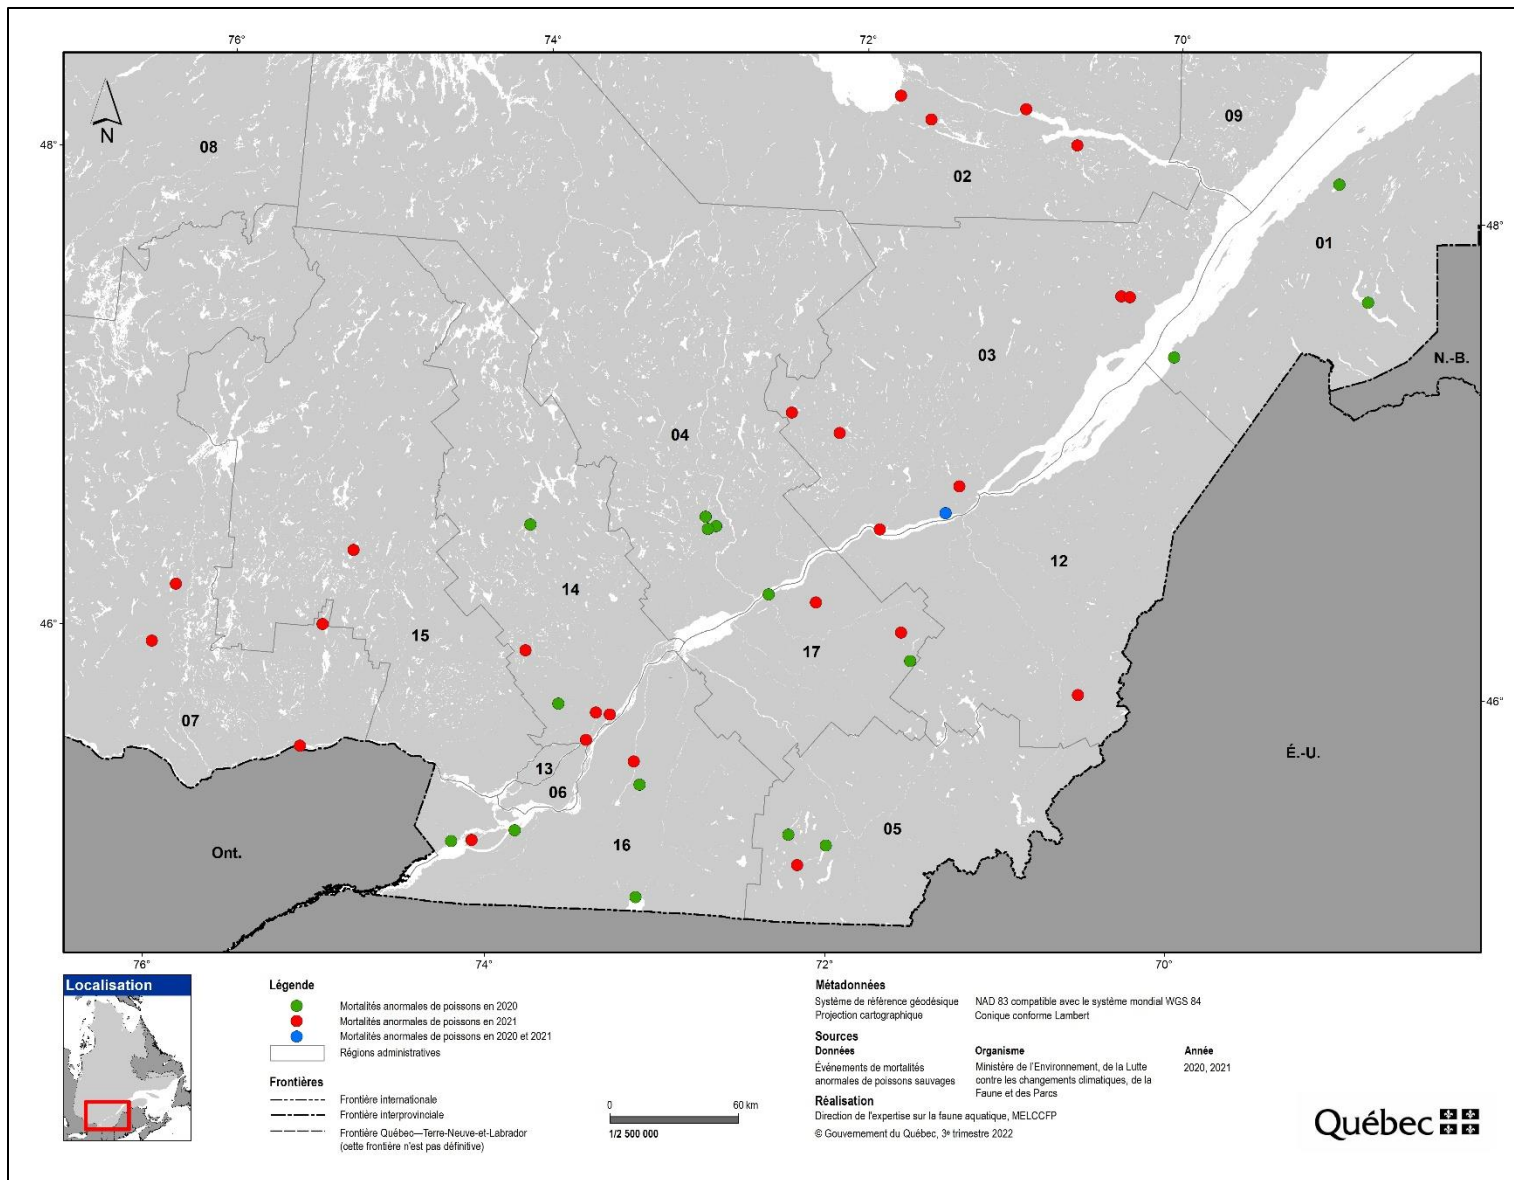 76°
74°
72°
70°
N
48°
08
09
02
48°
01
03
N.-B.
04
12
14
46°
15
17
07
46°
É.-U.
13
06
05
16
Ont.
76°
74°
72°
70°
Localisation
Légende
Mortalités anormales de poissons en 2020
Mortalités anormales de poissons en 2021
Mortalités anormales de poissons en 2020 et 2021
Régions administratives
Frontières
Frontière internationale
Frontière interprovinciale
Frontière Québec—Terre-Neuve-et-Labrador
(cette frontière n'est pas définitive)
0 60 km
1/2 500 000
Métadonnées
Système de référence géodésique NAD 83 compatible avec le système mondial WGS 84
Projection cartographique Conique conforme Lambert
Sources
Données Organisme Année
Événements de mortalités Ministère de l'Environnement, de la Lutte 2020, 2021
anormales de poissons sauvages contre les changements climatiques, de la
Faune et des Parcs
Réalisation
Direction de l'expertise sur la faune aquatique, MELCCFP
© Gouvernement du Québec, 3e trimestre 2022
Québec